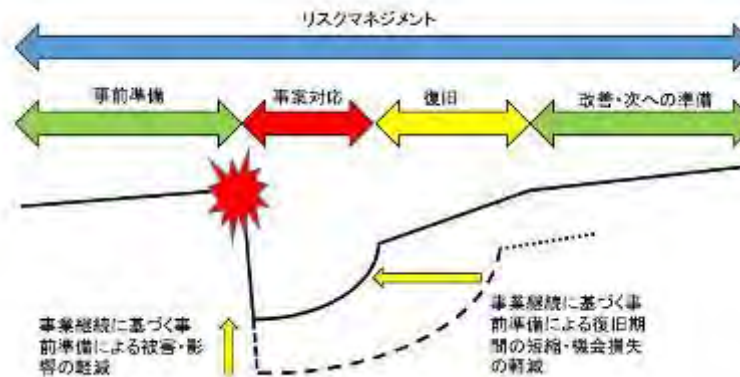 リスクマネジメント
事前準備
事案対応
復旧
改善・次への準備
事業継続に基づく事
前準備による被害・影
響の軽減
事業継続に基づく事
前準備による復旧期
間の短縮・機会損失
の軽減